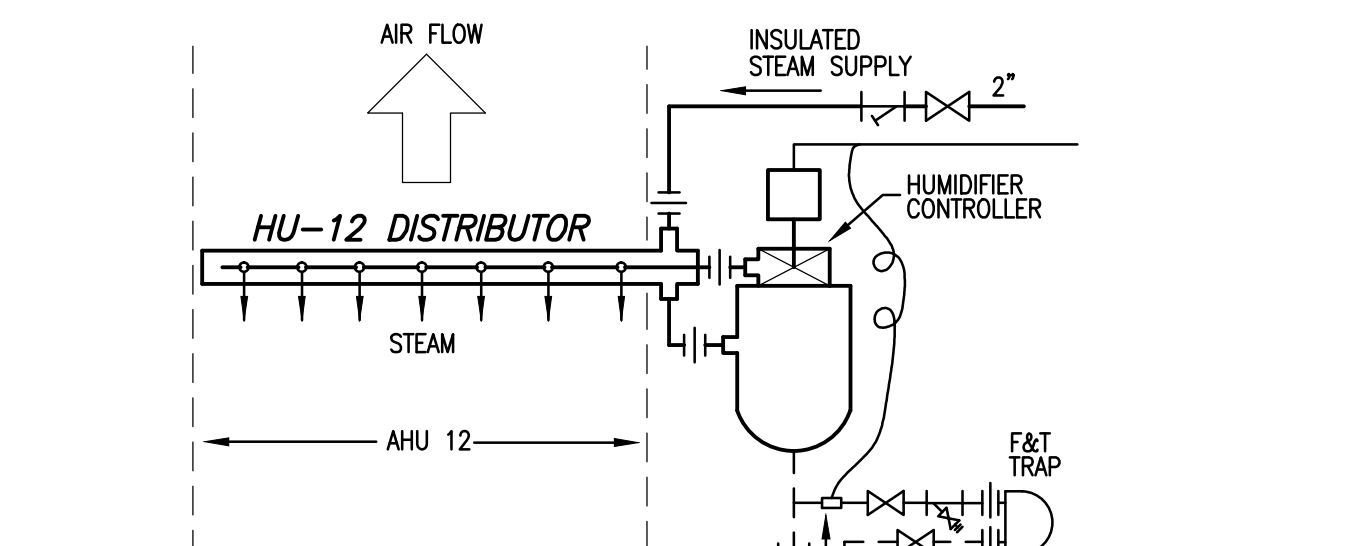 AIR FLOW
INSULATED
STEAM SUPPLY
2"
HUMIDIFIER
CONTROLLER
HU-12 DISTRIBUTOR
STEAM
AHU 12
F&T
TRAP